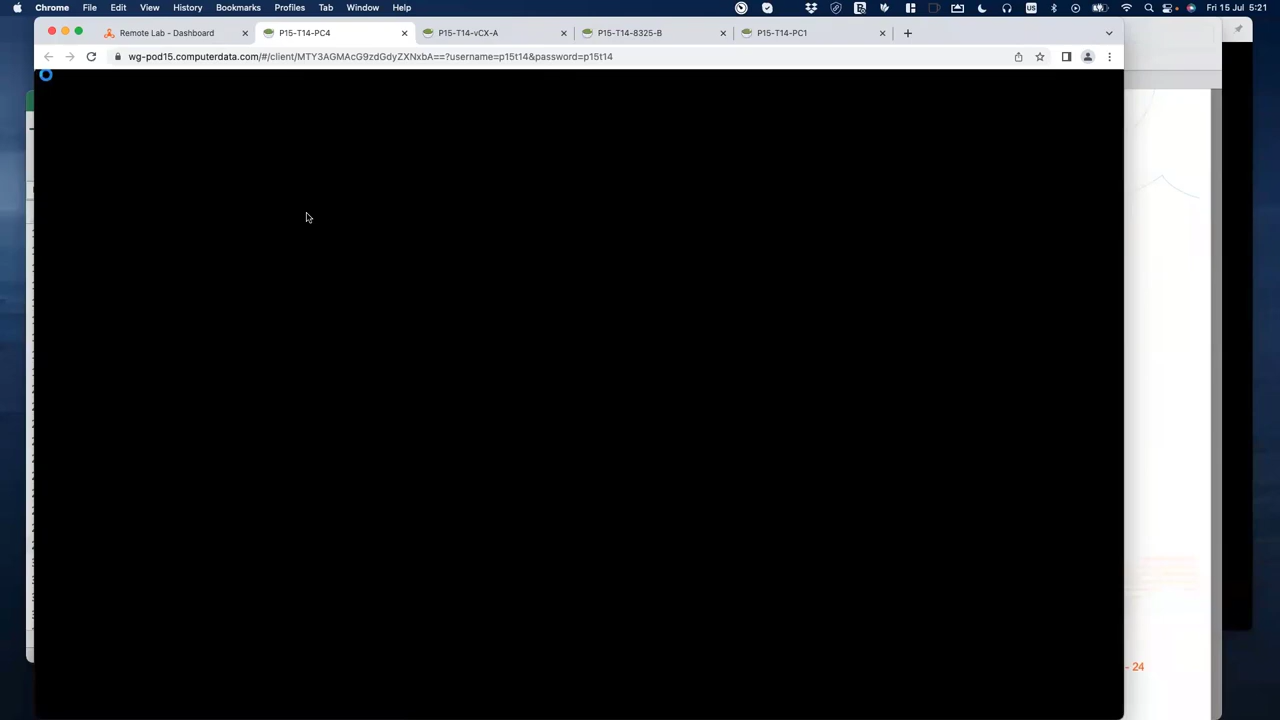 Chrome File Edit View History Bookmarks Profiles Tab Window Help US Fri 15 Jul 5:21
Remote Lab - Dashboard P15-T14-PC4 P15-T14-vCX-A P15-T14-8325-B P15-T14-PC1
wg-pod15.computerdata.com/#/client/MTY3AGMAcG9zdGdyZXNxbA==?username=p15t14&password=p15t14
- 24